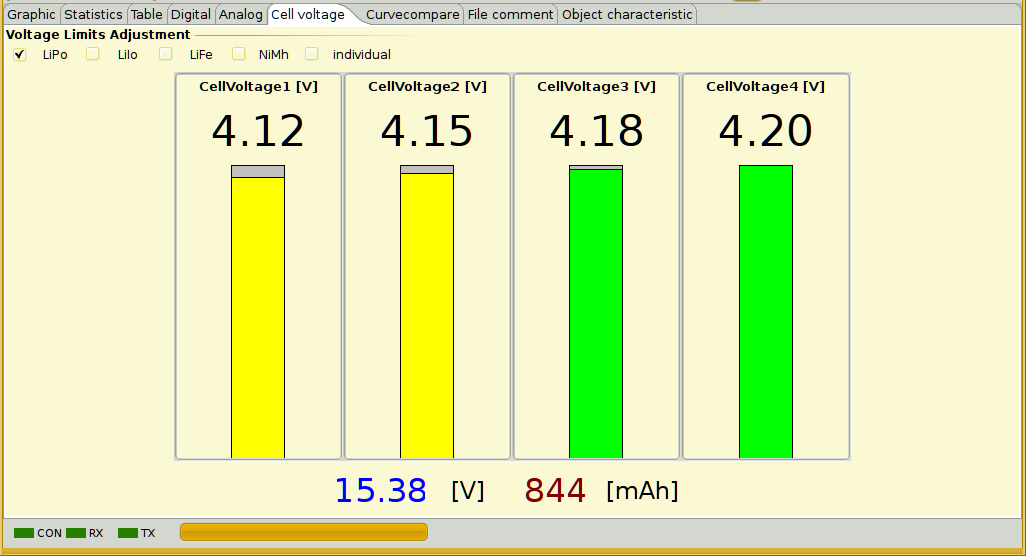 Graphic Statistics Table Digital Analog Cell voltage Curvecompare File comment Object characteristic
Voltage Limits Adjustment
LiPo LiIo LiFe NiMh individual
CellVoltage1 [V] CellVoltage2 [V] CellVoltage3 [V] CellVoltage4 [V]
4.12 4.15 4.18 4.20
15.38 [V] 844 [mAh]
CON RX TX